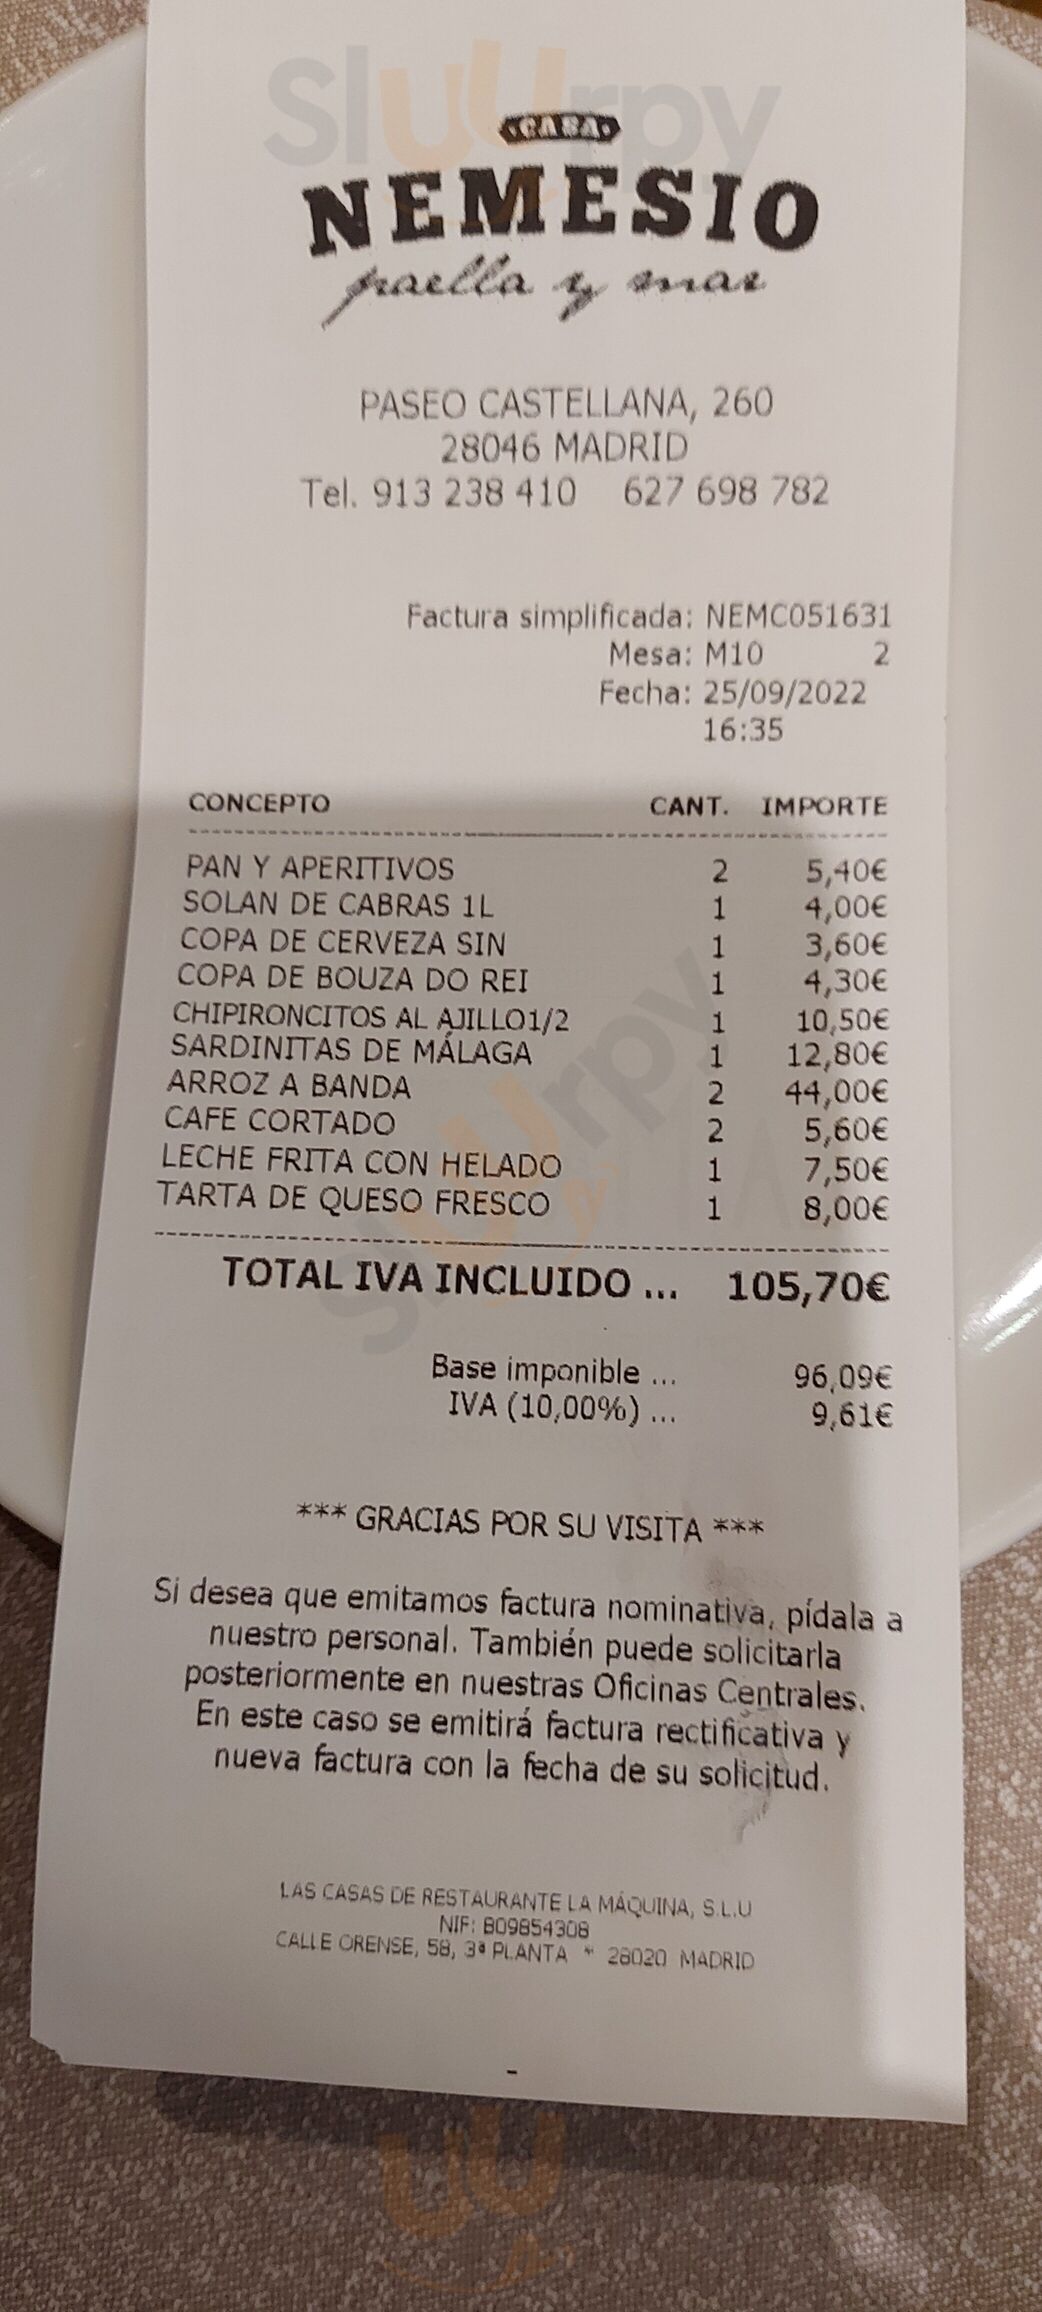 CASA
NEMESIO
paella y mar
PASEO CASTELLANA, 260
28046 MADRID
Tel. 913 238 410 627 698 782
Factura simplificada: NEMC051631
Mesa: M10 2
Fecha: 25/09/2022
16:35
CONCEPTO CANT. IMPORTE
PAN Y APERITIVOS 2 5,40€
SOLAN DE CABRAS 1L 1 4,00€
COPA DE CERVEZA SIN 1 3,60€
COPA DE BOUZA DO REI 1 4,30€
CHIPIRONCITOS AL AJILLO1/2 1 10,50€
SARDINITAS DE MÁLAGA 1 12,80€
ARROZ A BANDA 2 44,00€
CAFE CORTADO 2 5,60€
LECHE FRITA CON HELADO 1 7,50€
TARTA DE QUESO FRESCO 1 8,00€
TOTAL IVA INCLUIDO ... 105,70€
Base imponible ... 96,09€
IVA (10,00%) ... 9,61€
*** GRACIAS POR SU VISITA ***
Si desea que emitamos factura nominativa, pídala a
nuestro personal. También puede solicitarla
posteriormente en nuestras Oficinas Centrales.
En este caso se emitirá factura rectificativa y
nueva factura con la fecha de su solicitud.
LAS CASAS DE RESTAURANTE LA MÁQUINA, S.L.U
NIF: B09854308
CALLE ORENSE, 58, 3ª PLANTA * 28020 MADRID
-
Sluurpy
Sluurpy